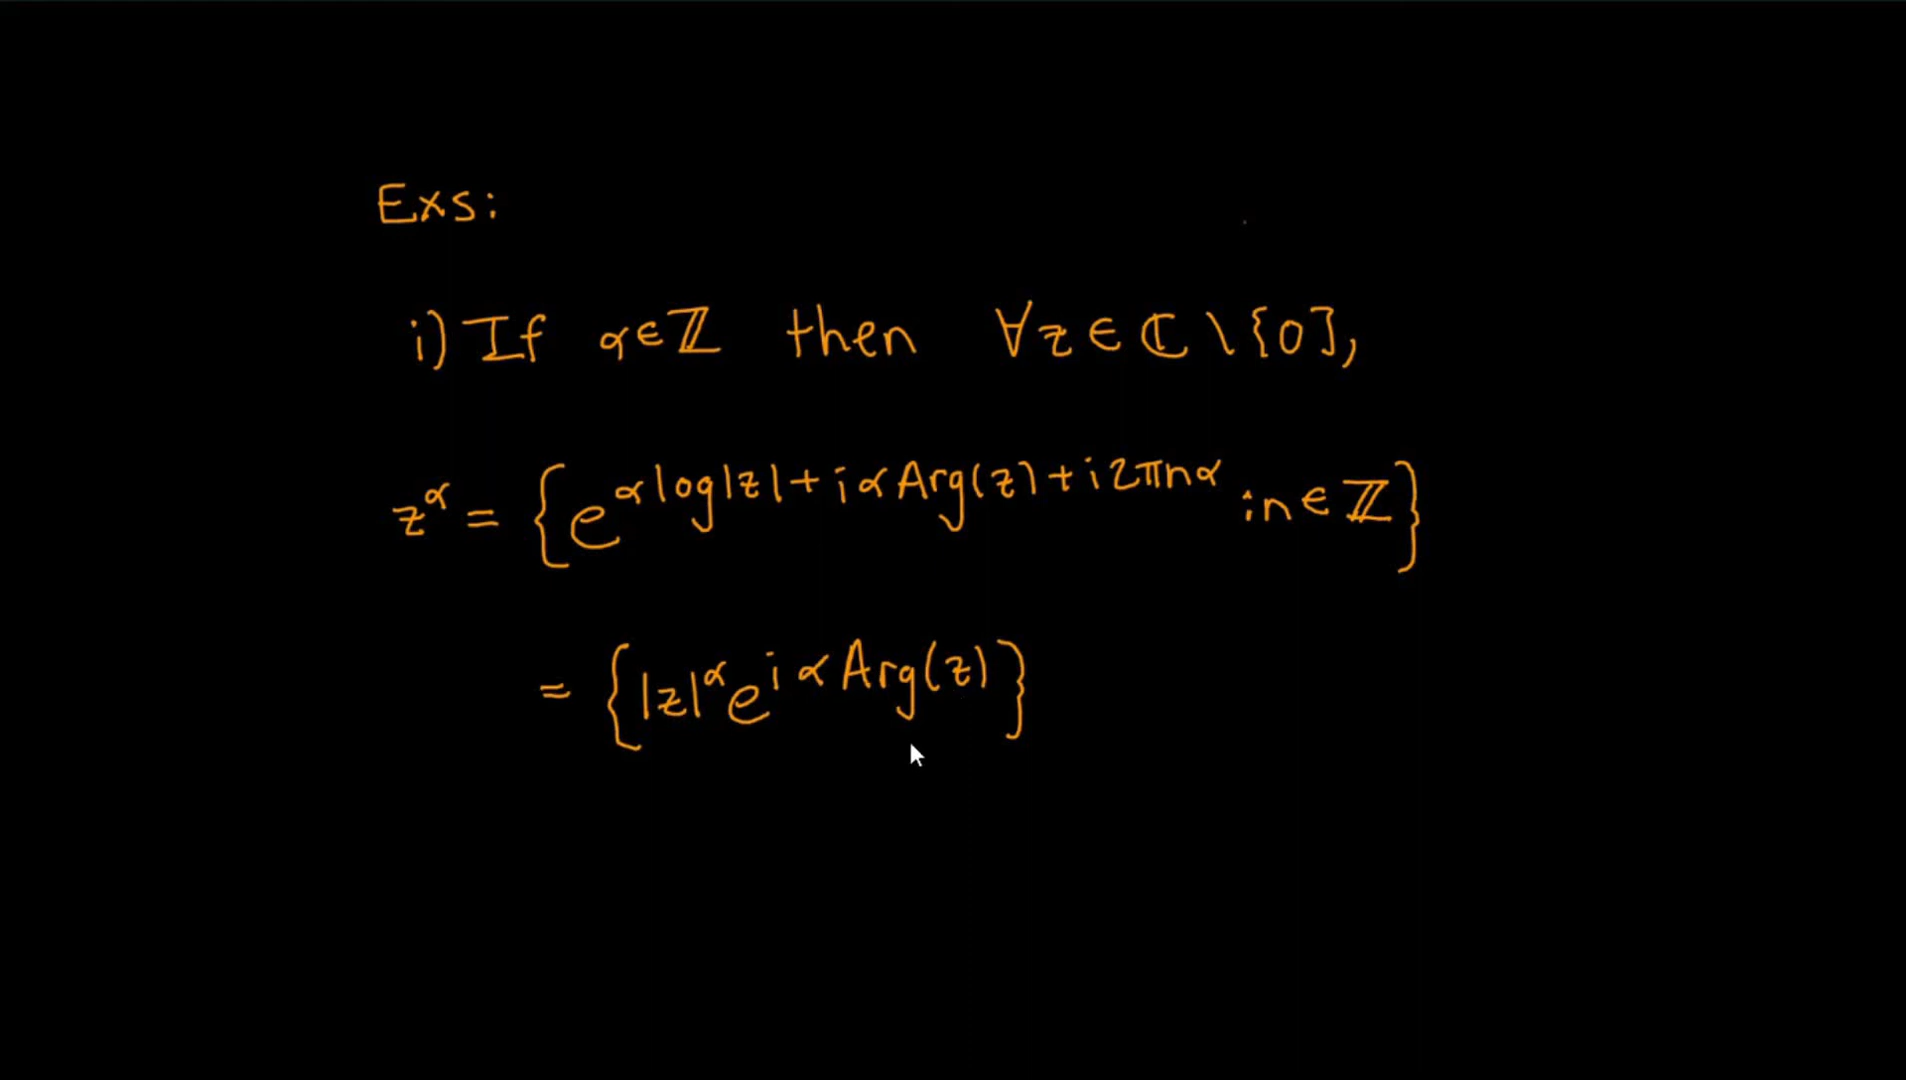 Exs:
i) If α∈ℤ then ∀z∈ℂ\{0},
z^α = {e^{αlog|z|+iαArg(z)+i2πnα} : n∈ℤ}
= {|z|^α e^{iαArg(z)}}